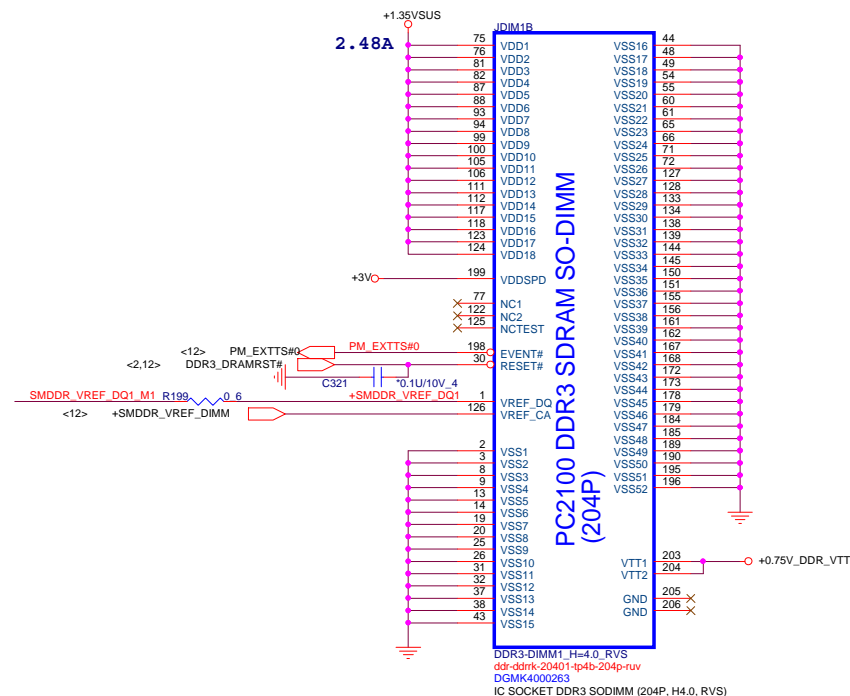 +1.35VSUS
2.48A
JDIM1B
75 VDD1 VSS16 44
76 VDD2 VSS17 48
81 VDD3 VSS18 49
82 VDD4 VSS19 54
87 VDD5 VSS20 55
88 VDD6 VSS21 60
93 VDD7 VSS22 61
94 VDD8 VSS23 65
99 VDD9 VSS24 66
100 VDD10 VSS25 71
105 VDD11 VSS26 72
106 VDD12 VSS27 127
111 VDD13 VSS28 128
112 VDD14 VSS29 133
117 VDD15 VSS30 134
118 VDD16 VSS31 138
123 VDD17 VSS32 139
124 VDD18 VSS33 144
VSS34 145
+3V 199 VDDSPD VSS35 150
VSS36 151
77 NC1 VSS37 155
122 NC2 VSS38 156
125 NCTEST VSS39 161
VSS40 162
<12> PM_EXTTS#0 PM_EXTTS#0 198 EVENT# VSS41 167
<2,12> DDR3_DRAMRST# 30 RESET# VSS42 168
VSS43 172
C321 *0.1U/10V_4 VSS44 173
SMDDR_VREF_DQ1_M1 R199 0_6 +SMDDR_VREF_DQ1 1 VREF_DQ VSS45 178
<12> +SMDDR_VREF_DIMM 126 VREF_CA VSS46 179
VSS47 184
VSS48 185
2 VSS1 VSS49 189
3 VSS2 VSS50 190
8 VSS3 VSS51 195
9 VSS4 VSS52 196
13 VSS5
14 VSS6
19 VSS7
20 VSS8
25 VSS9
26 VSS10 VTT1 203 +0.75V_DDR_VTT
31 VSS11 VTT2 204
32 VSS12
37 VSS13 GND 205
38 VSS14 GND 206
43 VSS15
PC2100 DDR3 SDRAM SO-DIMM
(204P)
DDR3-DIMM1_H=4.0_RVS
ddr-ddrrk-20401-tp4b-204p-ruv
DGMK4000263
IC SOCKET DDR3 SODIMM (204P, H4.0, RVS)